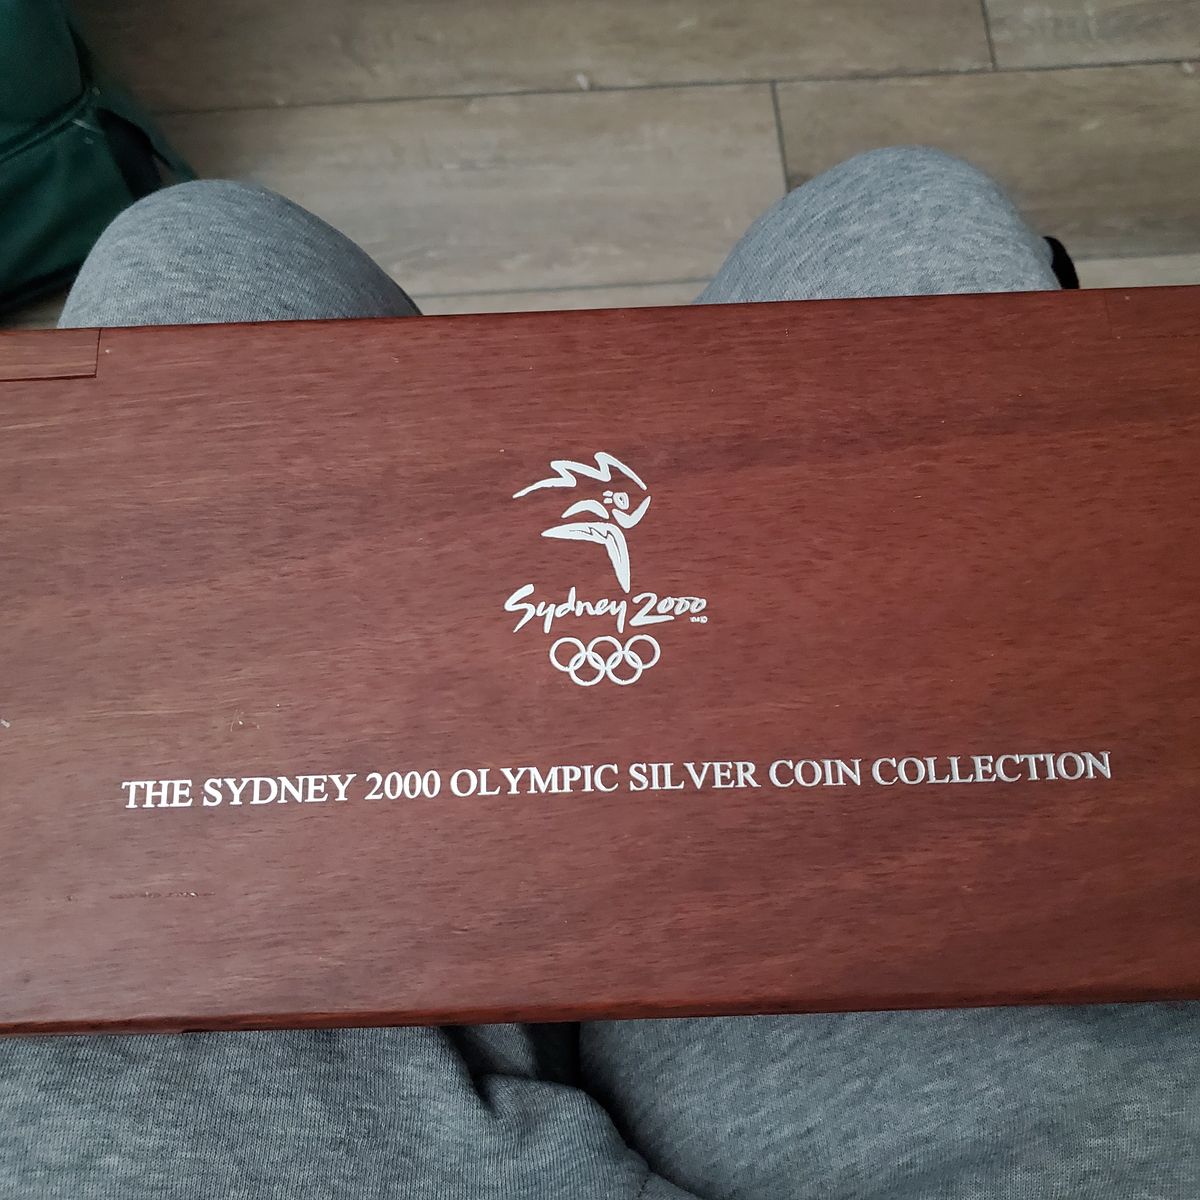 Sydney 2000
THE SYDNEY 2000 OLYMPIC SILVER COIN COLLECTION